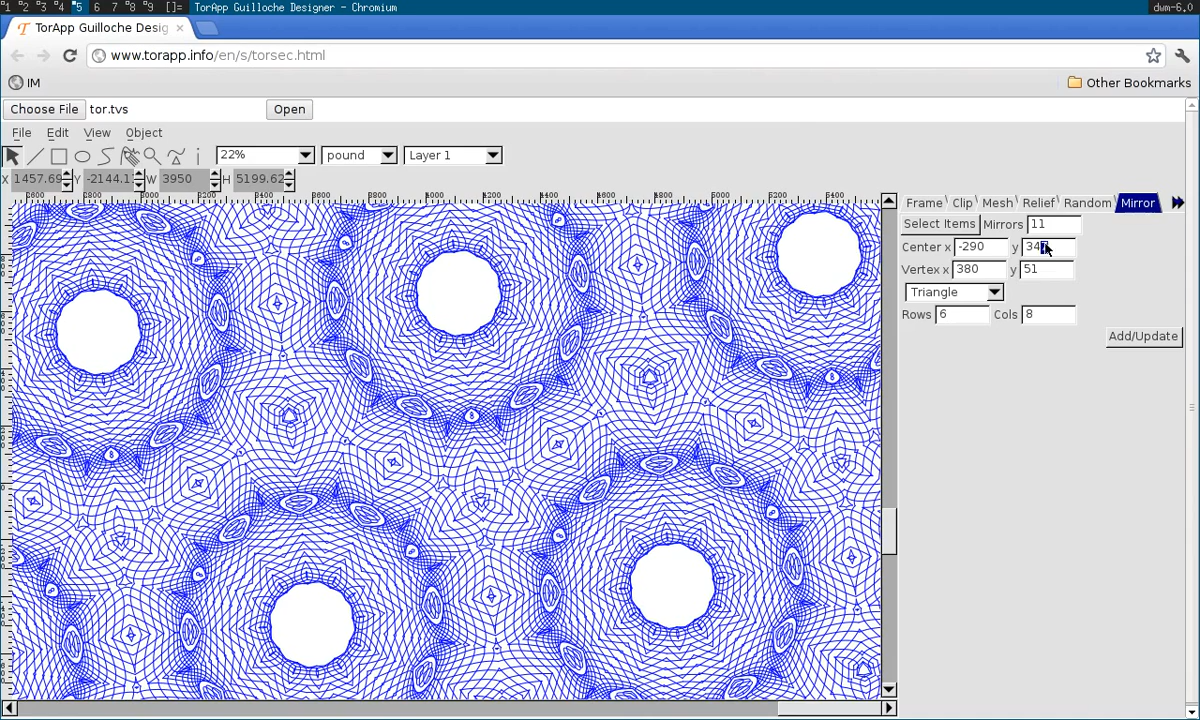 1 2 3 4 5 6 7 8 9 []= TorApp Guilloche Designer - Chromium dwm-6.0
TorApp Guilloche Desig
www.torapp.info/en/s/torsec.html
IM Other Bookmarks
Choose File tor.tvs Open
File Edit View Object
22% pound Layer 1
X 1457.69 Y -2144.1 W 3950 H 5199.62
Frame Clip Mesh Relief Random Mirror
Select Items Mirrors 11
Center x -290 y
Vertex x 380 y 51
Triangle
Rows 6 Cols 8
Add/Update